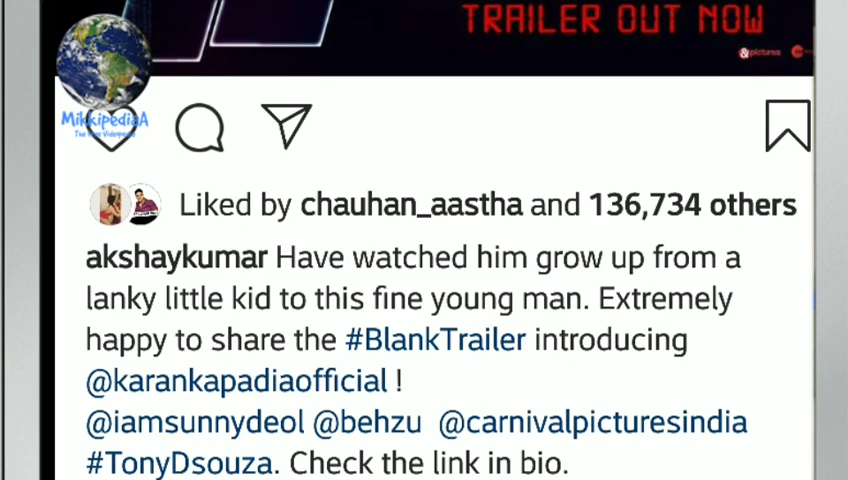 TRAILER OUT NOW
&pictures
MikkipediaA
Liked by chauhan_aastha and 136,734 others
akshaykumar Have watched him grow up from a
lanky little kid to this fine young man. Extremely
happy to share the #BlankTrailer introducing
@karankapadiaofficial !
@iamsunnydeol @behzu @carnivalpicturesindia
#TonyDsouza. Check the link in bio.